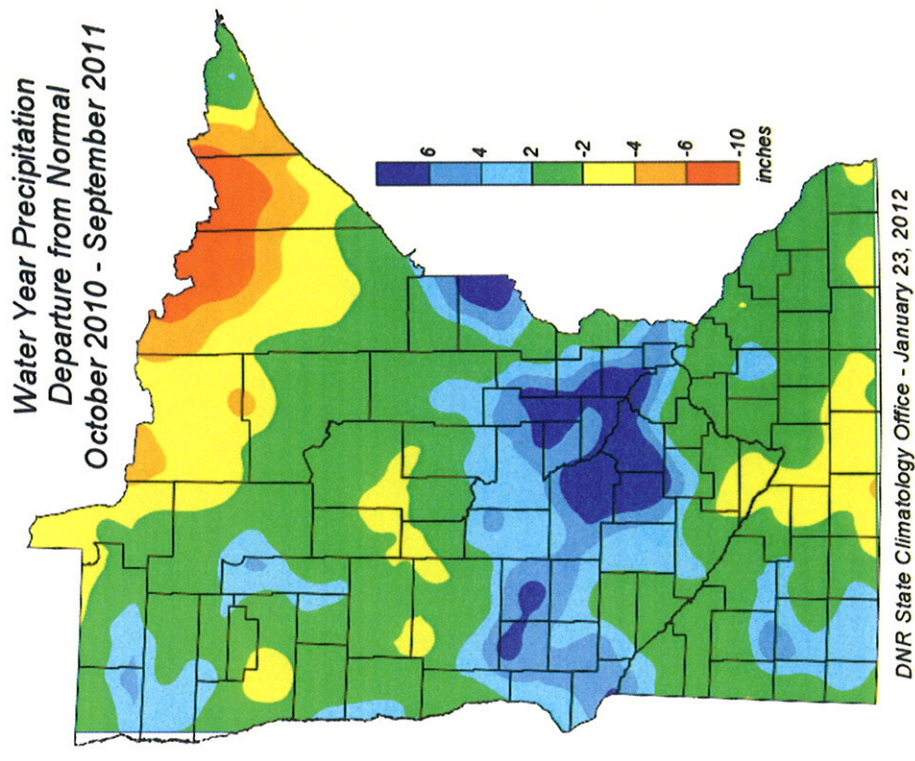 Water Year Precipitation
Departure from Normal
October 2010 - September 2011
6
4
2
-2
-4
-6
-10
inches
DNR State Climatology Office - January 23, 2012